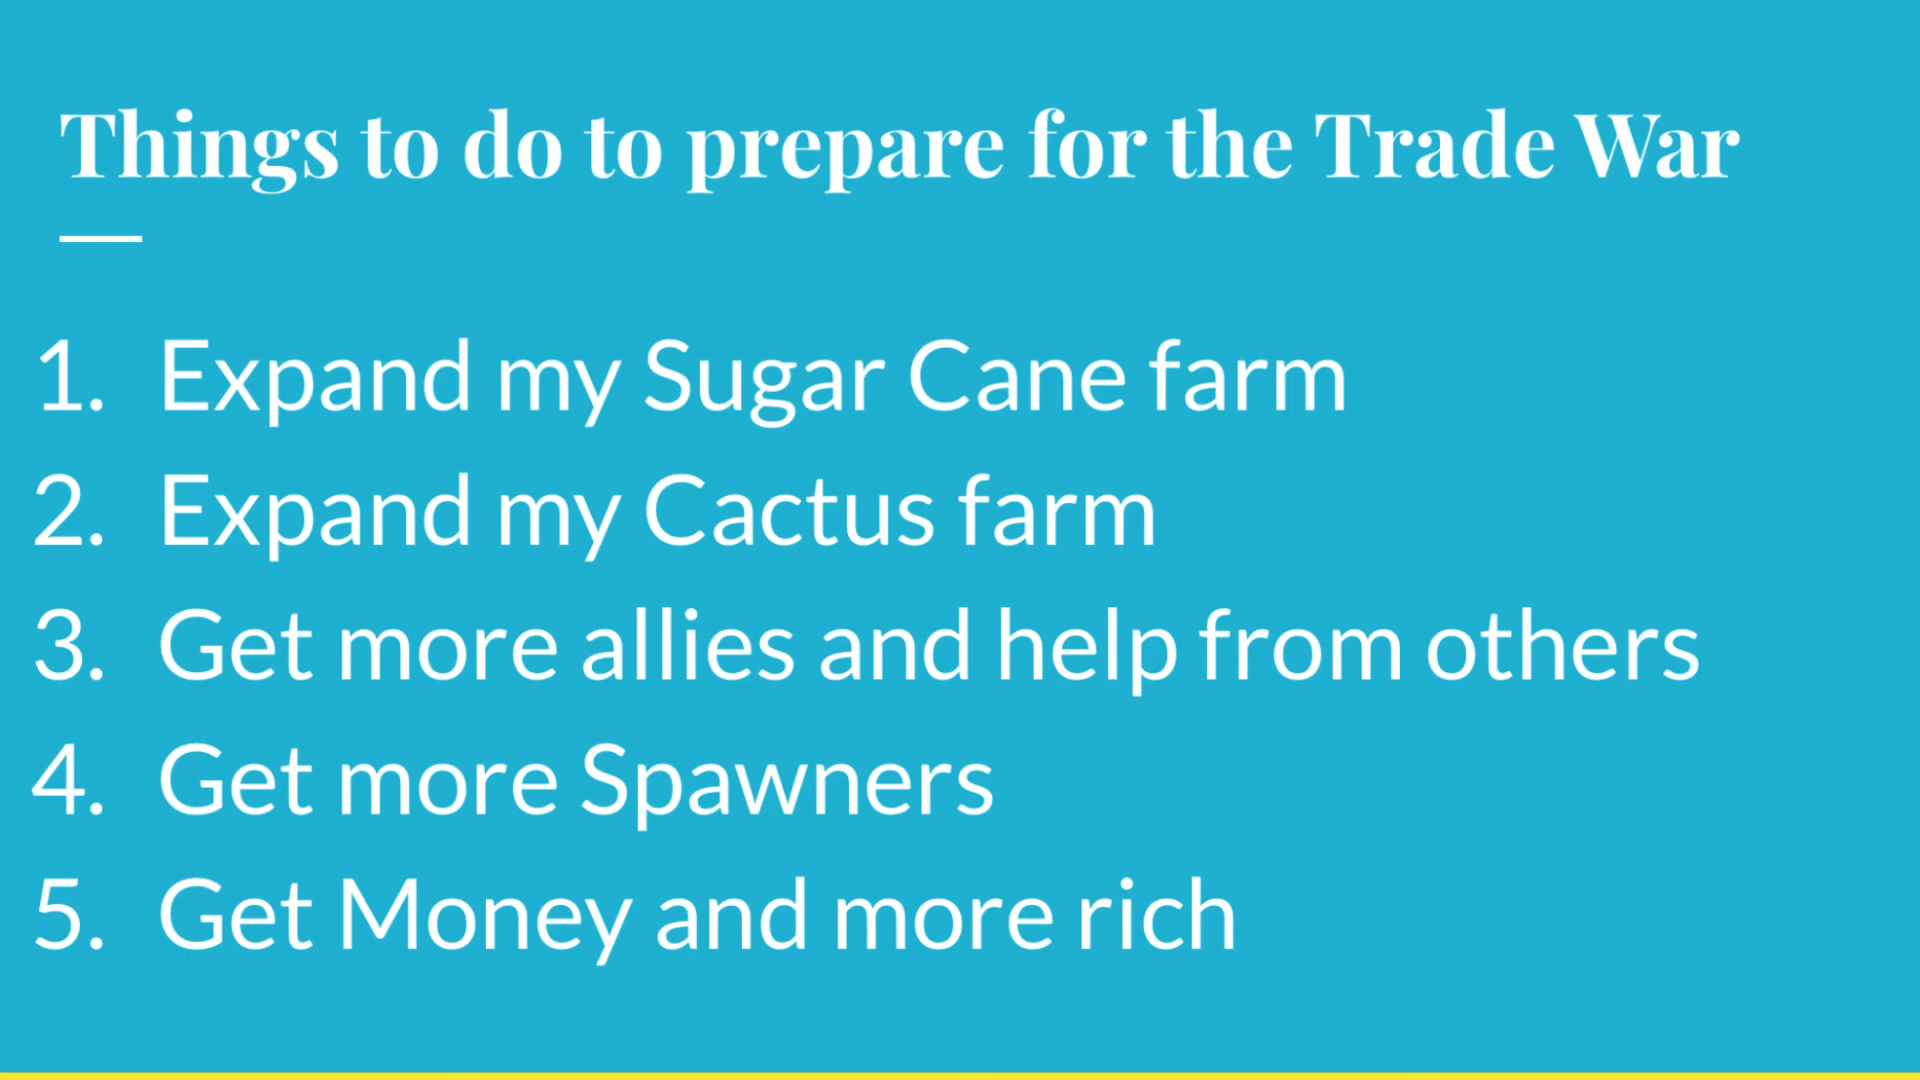 Things to do to prepare for the Trade War
1. Expand my Sugar Cane farm
2. Expand my Cactus farm
3. Get more allies and help from others
4. Get more Spawners
5. Get Money and more rich